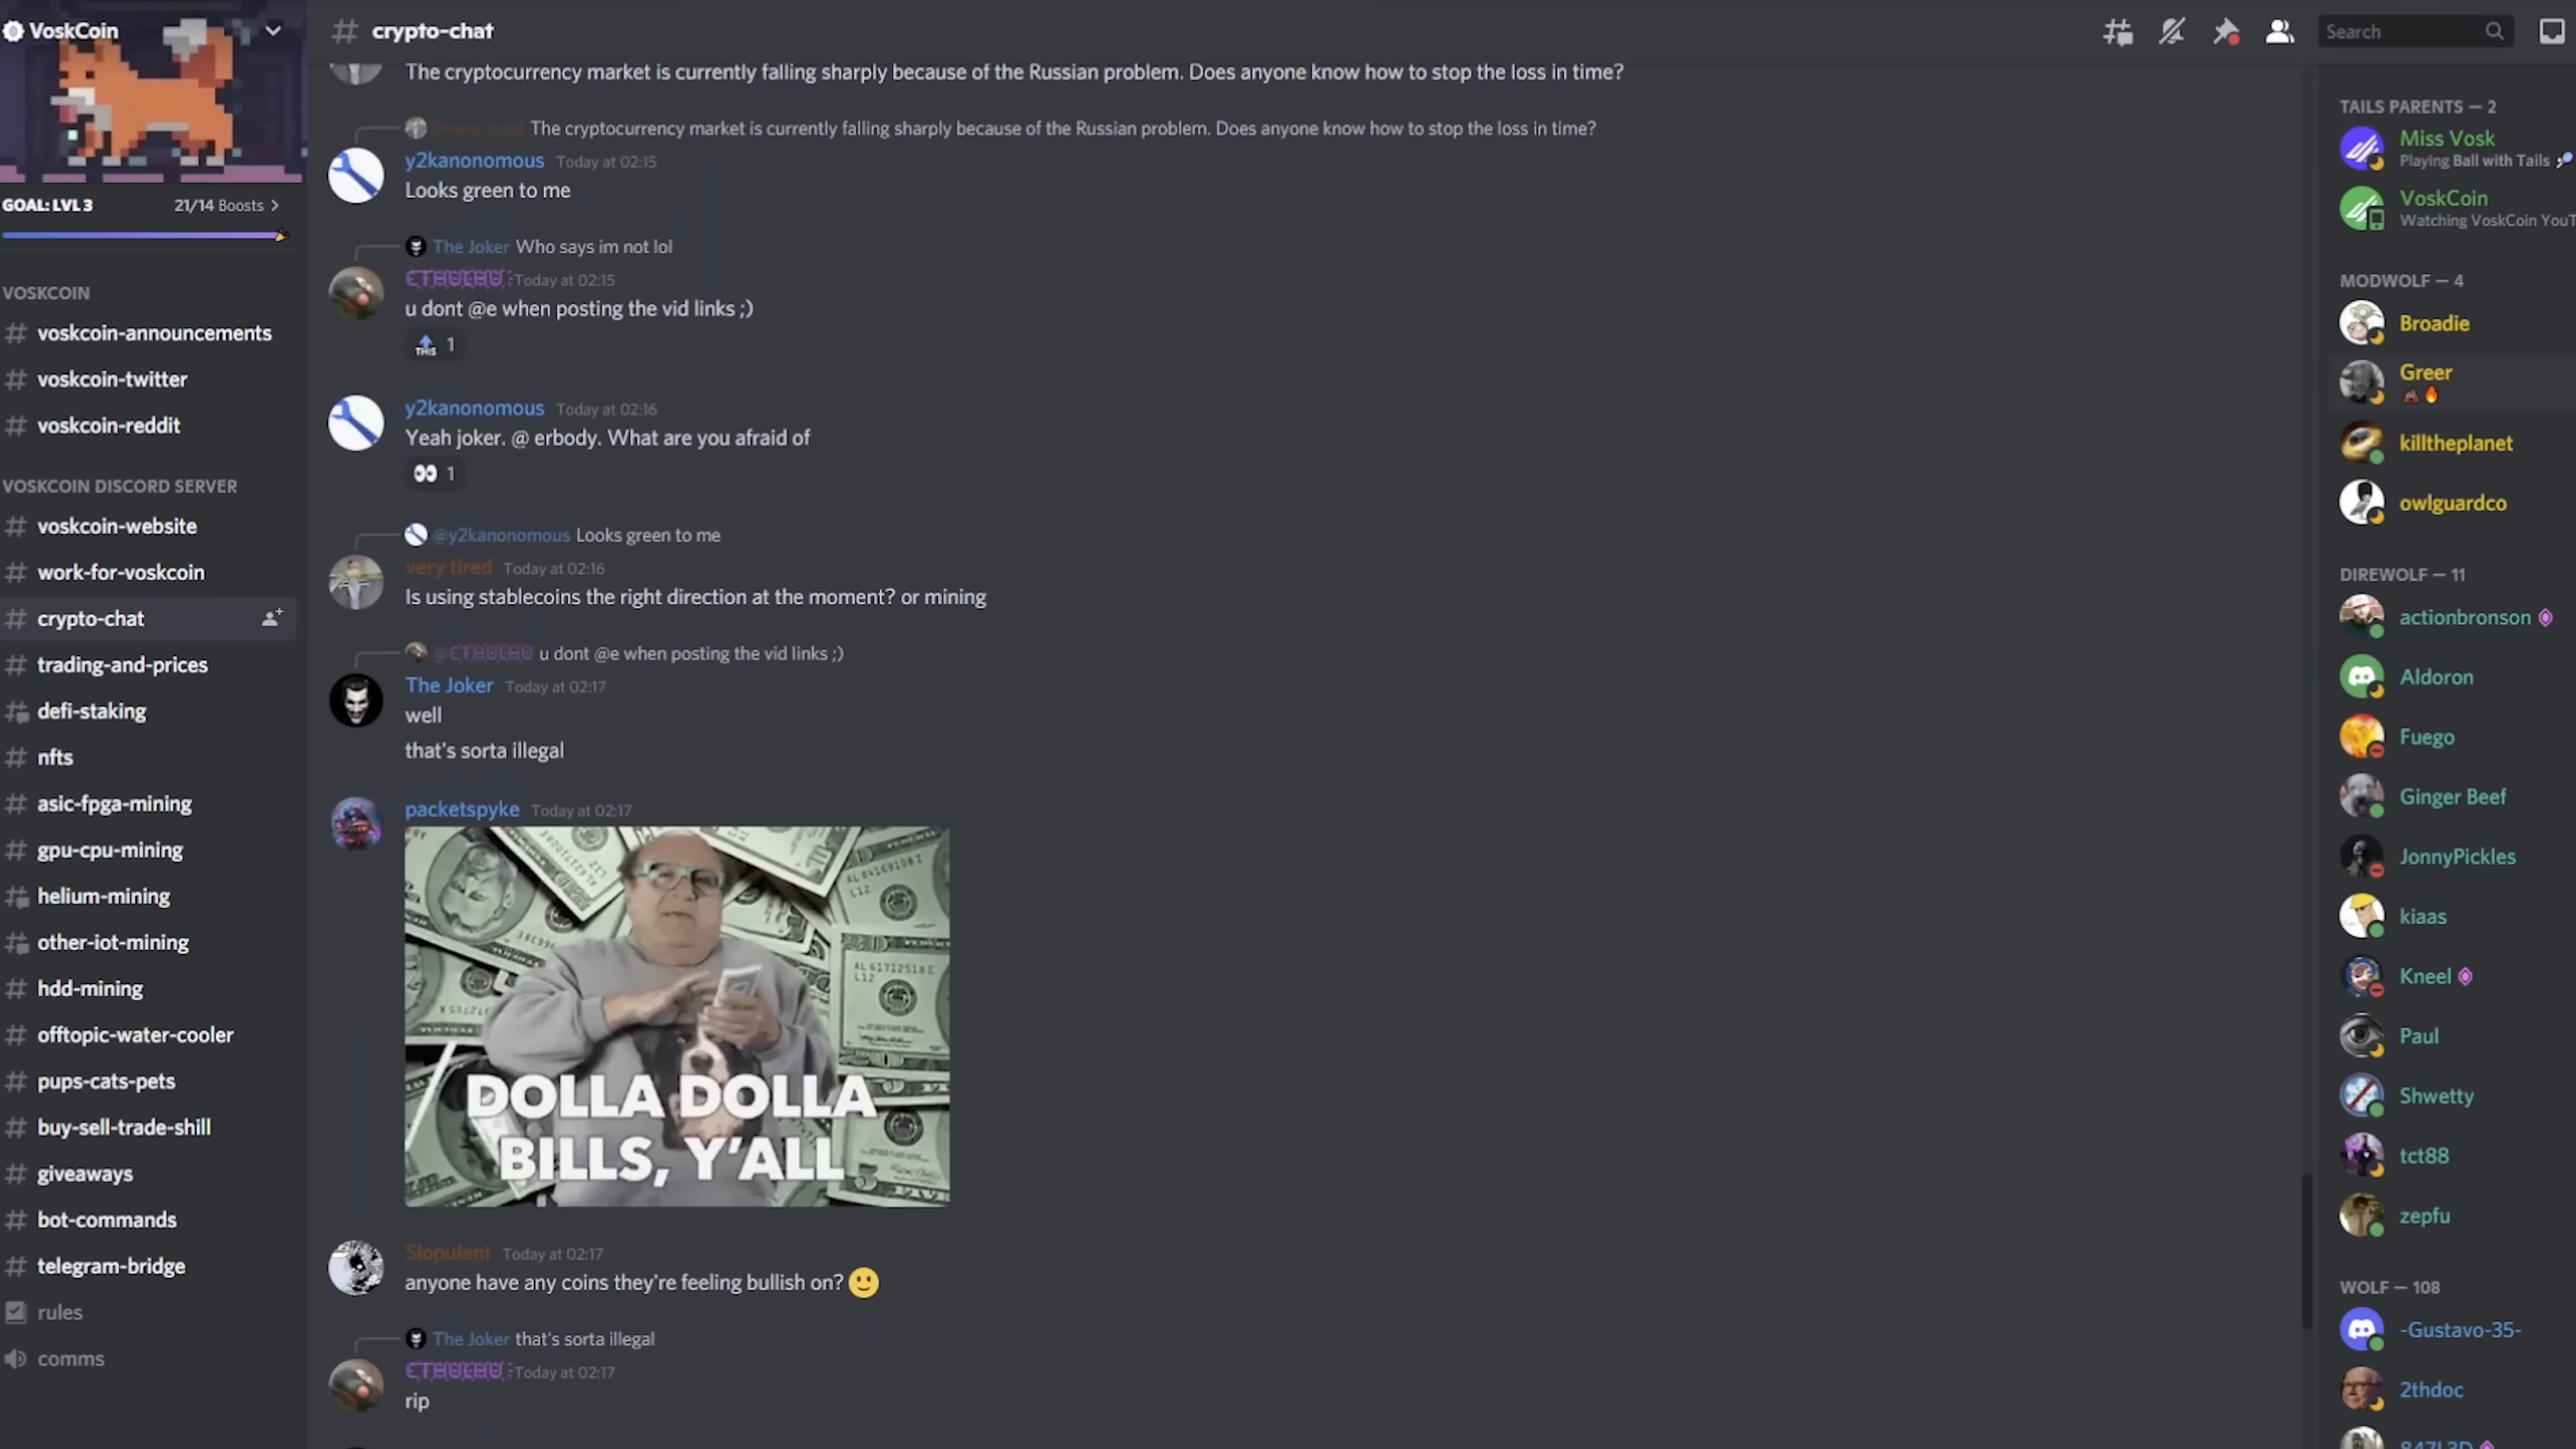 VoskCoin
GOAL: LVL 3
21/14 Boosts
VOSKCOIN
voskcoin-announcements
voskcoin-twitter
voskcoin-reddit
VOSKCOIN DISCORD SERVER
voskcoin-website
work-for-voskcoin
crypto-chat
trading-and-prices
defi-staking
nfts
asic-fpga-mining
gpu-cpu-mining
helium-mining
other-iot-mining
hdd-mining
offtopic-water-cooler
pups-cats-pets
buy-sell-trade-shill
giveaways
bot-commands
telegram-bridge
rules
comms
# crypto-chat
Search
The cryptocurrency market is currently falling sharply because of the Russian problem. Does anyone know how to stop the loss in time?
The cryptocurrency market is currently falling sharply because of the Russian problem. Does anyone know how to stop the loss in time?
y2kanonomous Today at 02:15
Looks green to me
The Joker Who says im not lol
CTHULHU Today at 02:15
u dont @e when posting the vid links ;)
THIS 1
y2kanonomous Today at 02:16
Yeah joker. @ erbody. What are you afraid of
1
@y2kanonomous Looks green to me
very tired Today at 02:16
Is using stablecoins the right direction at the moment? or mining
@CTHULHU u dont @e when posting the vid links ;)
The Joker Today at 02:17
well
that's sorta illegal
packetspyke Today at 02:17
AL 61712518 E
L12
DOLLA DOLLA
BILLS, Y'ALL
Slopulent Today at 02:17
anyone have any coins they're feeling bullish on? 🙂
The Joker that's sorta illegal
CTHULHU Today at 02:17
rip
TAILS PARENTS — 2
Miss Vosk
Playing Ball with Tails
VoskCoin
Watching VoskCoin YouT
MODWOLF — 4
Broadie
Greer
💩🔥
killtheplanet
owlguardco
DIREWOLF — 11
actionbronson
Aldoron
Fuego
Ginger Beef
JonnyPickles
kiaas
Kneel
Paul
Shwetty
tct88
zepfu
WOLF — 108
-Gustavo-35-
2thdoc